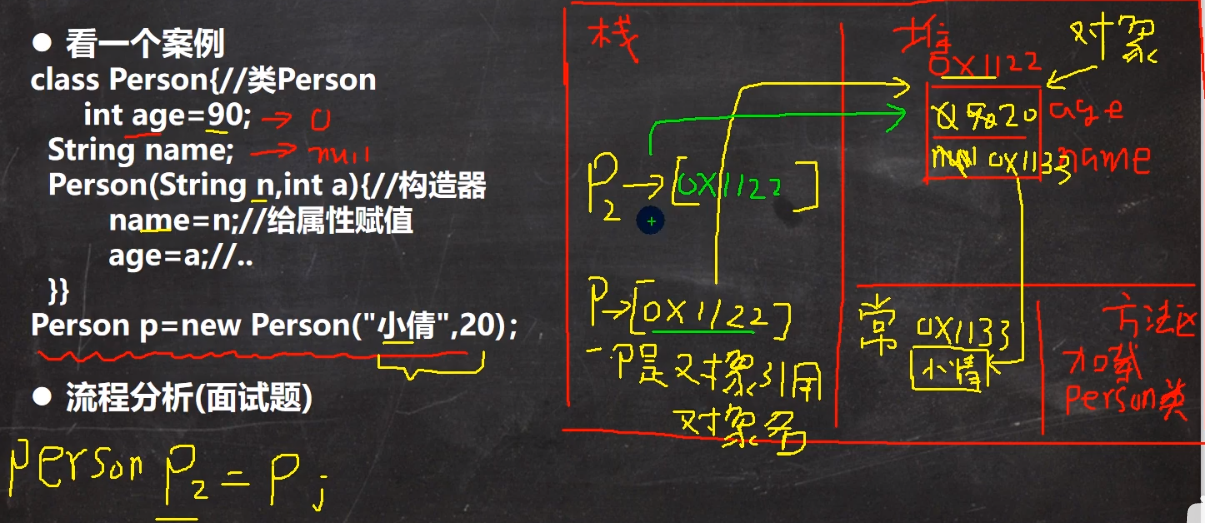 ● 看一个案例
class Person{//类Person
int age=90; → 0
String name; → null
Person(String n,int a){//构造器
name=n;//给属性赋值
age=a;//..
}}
Person p=new Person("小倩",20);
● 流程分析(面试题)
person P2 = P;
栈
P2→[0X1122]
P→[0X1122]
P是对象引用
对象名
堆
对象
0X1122
90 20 age
null 0X1133 name
常
0X1133
小倩
方法区
加载
Person类